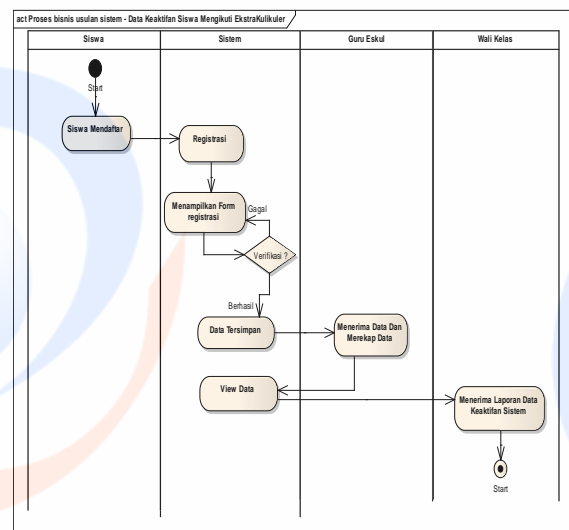 act Proses bisnis usulan sistem - Data Keaktifan Siswa Mengikuti EkstraKulikuler
Siswa
Sistem
Guru Eskul
Wali Kelas
Start
Siswa Mendaftar
Registrasi
Menampilkan Form
registrasi
Gagal
Verifikasi ?
Berhasil
Data Tersimpan
Menerima Data Dan
Merekap Data
View Data
Menerima Laporan Data
Keaktifan Sistem
Start